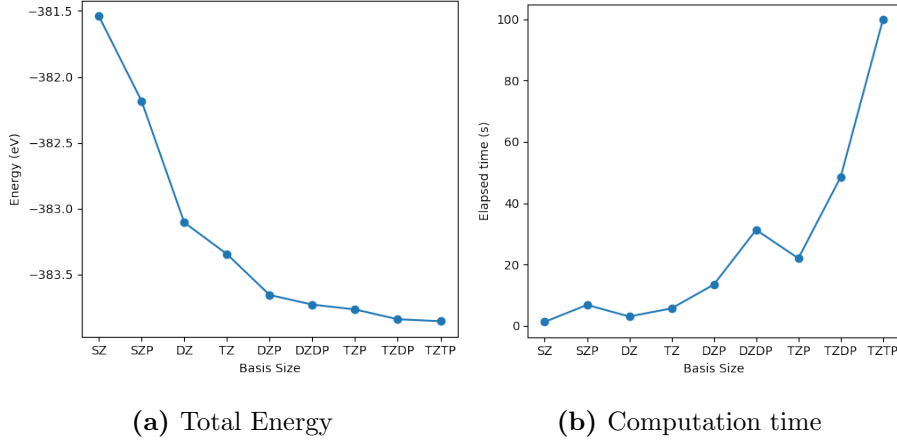 −381.5
−382.0
−382.5
−383.0
−383.5
Energy (eV)
SZ SZP DZ TZ DZP DZDP TZP TZDP TZTP
Basis Size
100
80
60
40
20
0
Elapsed time (s)
SZ SZP DZ TZ DZP DZDP TZP TZDP TZTP
Basis Size
(a) Total Energy
(b) Computation time